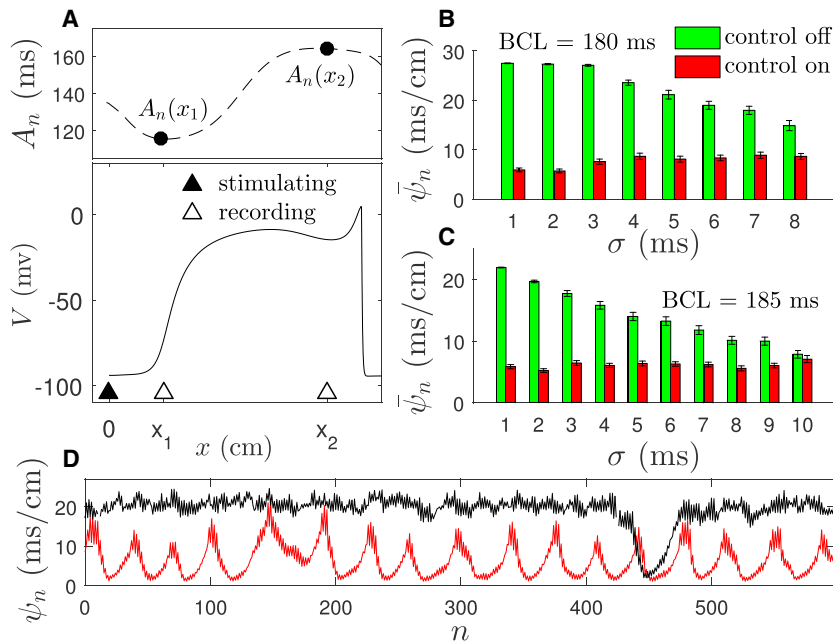 A
A_n (ms)
160
140
120
A_n(x_1)
A_n(x_2)
V (mv)
0
-50
-100
stimulating
recording
0
x_1
x_2
x (cm)
B
BCL = 180 ms
control off
control on
ψ̄_n (ms/cm)
30
20
10
0
1 2 3 4 5 6 7 8
σ (ms)
C
BCL = 185 ms
ψ̄_n (ms/cm)
20
10
0
1 2 3 4 5 6 7 8 9 10
σ (ms)
D
ψ_n (ms/cm)
20
10
0
0 100 200 300 400 500
n